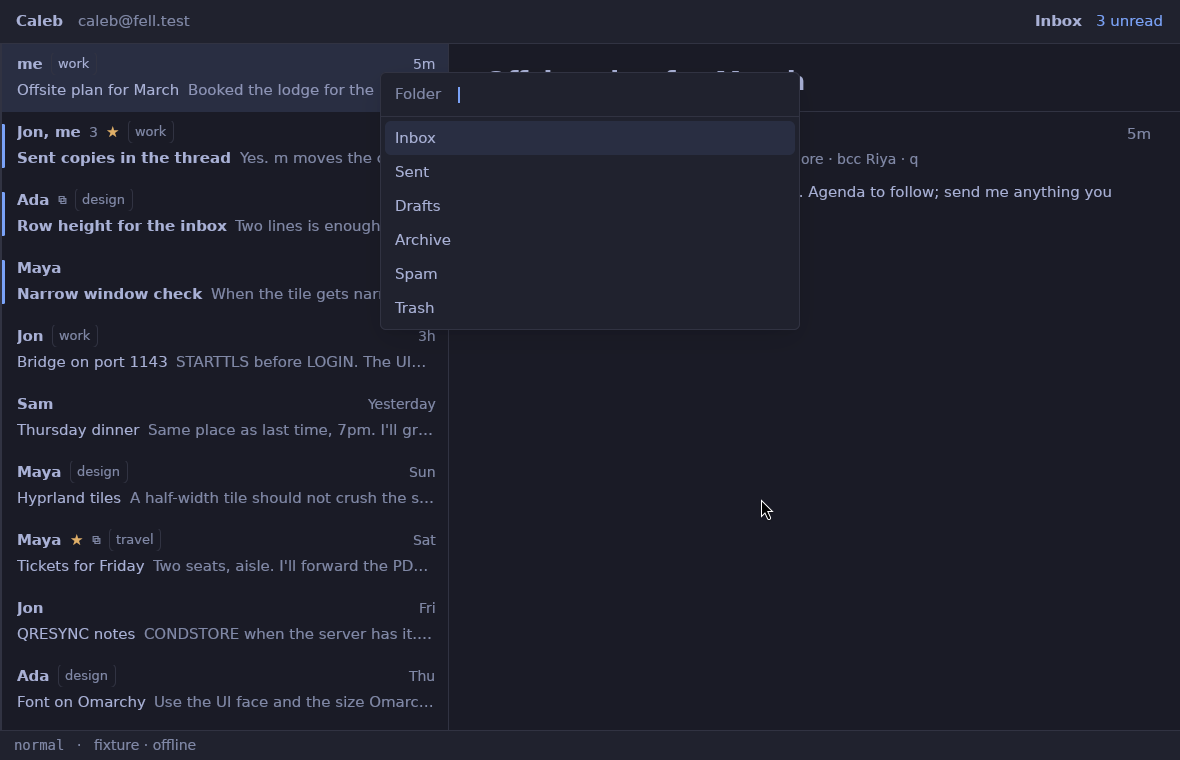 Caleb caleb@fell.test Inbox 3 unread
me work 5m
Offsite plan for March Booked the lodge for the
Jon, me 3 ★ work
Sent copies in the thread Yes. m moves the
Ada design
Row height for the inbox Two lines is enough
Maya
Narrow window check When the tile gets
Jon work 3h
Bridge on port 1143 STARTTLS before LOGIN. The UI…
Sam Yesterday
Thursday dinner Same place as last time, 7pm. I'll gr…
Maya design Sun
Hyprland tiles A half-width tile should not crush the s…
Maya ★ travel Sat
Tickets for Friday Two seats, aisle. I'll forward the PD…
Jon Fri
QRESYNC notes CONDSTORE when the server has it.…
Ada design Thu
Font on Omarchy Use the UI face and the size Omarc…
Folder
Inbox
Sent
Drafts
Archive
Spam
Trash
5m
· bcc Riya · q
. Agenda to follow; send me anything you
normal · fixture · offline